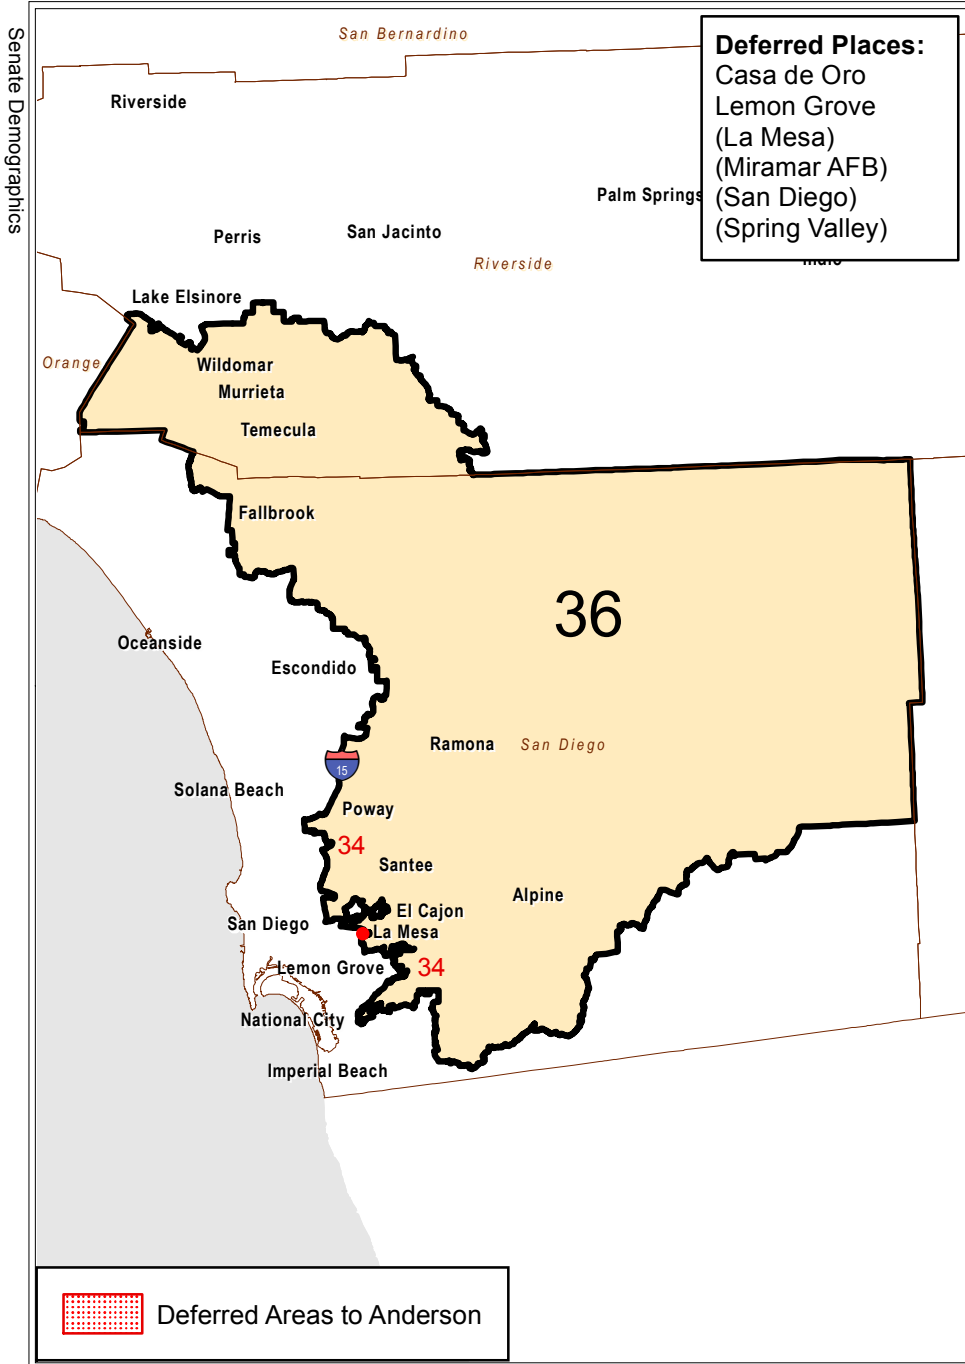 Senate Demographics
San Bernardino
Deferred Places:
Casa de Oro
Lemon Grove
(La Mesa)
(Miramar AFB)
(San Diego)
(Spring Valley)
Riverside
Palm Springs
Perris
San Jacinto
Riverside
Lake Elsinore
Orange
Wildomar
Murrieta
Temecula
Fallbrook
36
Oceanside
Escondido
Ramona
San Diego
15
Solana Beach
Poway
34
Santee
Alpine
El Cajon
San Diego
La Mesa
Lemon Grove
34
National City
Imperial Beach
Deferred Areas to Anderson